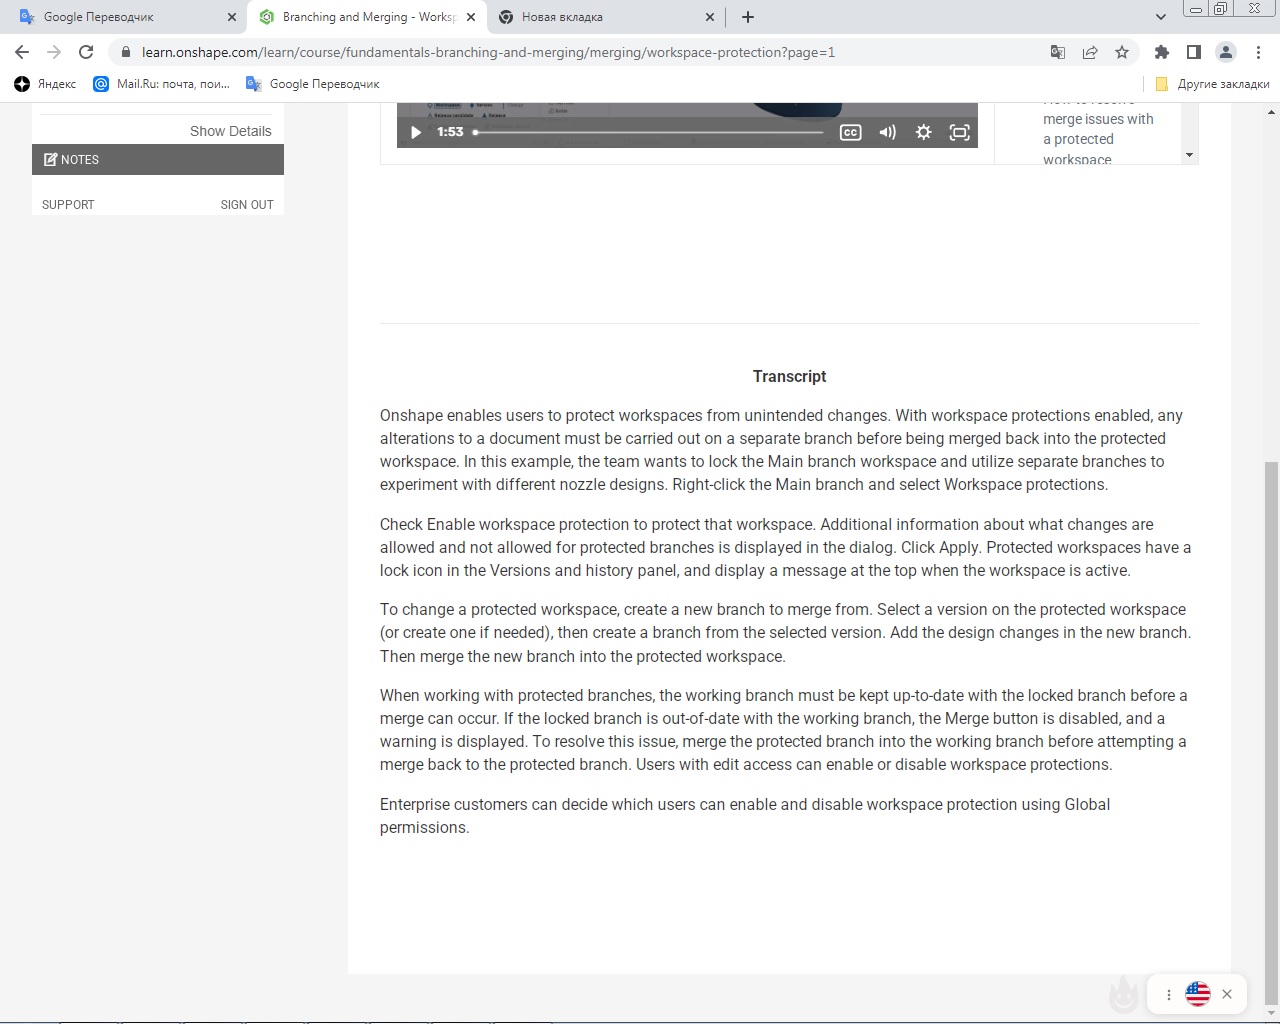 Google Переводчик
Branching and Merging - Worksp
Новая вкладка
learn.onshape.com/learn/course/fundamentals-branching-and-merging/merging/workspace-protection?page=1
Яндекс
Mail.Ru: почта, пои...
Google Переводчик
Другие закладки
Show Details
NOTES
SUPPORT
SIGN OUT
1:53
CC
merge issues with
a protected
workspace
Transcript
Onshape enables users to protect workspaces from unintended changes. With workspace protections enabled, any
alterations to a document must be carried out on a separate branch before being merged back into the protected
workspace. In this example, the team wants to lock the Main branch workspace and utilize separate branches to
experiment with different nozzle designs. Right-click the Main branch and select Workspace protections.
Check Enable workspace protection to protect that workspace. Additional information about what changes are
allowed and not allowed for protected branches is displayed in the dialog. Click Apply. Protected workspaces have a
lock icon in the Versions and history panel, and display a message at the top when the workspace is active.
To change a protected workspace, create a new branch to merge from. Select a version on the protected workspace
(or create one if needed), then create a branch from the selected version. Add the design changes in the new branch.
Then merge the new branch into the protected workspace.
When working with protected branches, the working branch must be kept up-to-date with the locked branch before a
merge can occur. If the locked branch is out-of-date with the working branch, the Merge button is disabled, and a
warning is displayed. To resolve this issue, merge the protected branch into the working branch before attempting a
merge back to the protected branch. Users with edit access can enable or disable workspace protections.
Enterprise customers can decide which users can enable and disable workspace protection using Global
permissions.